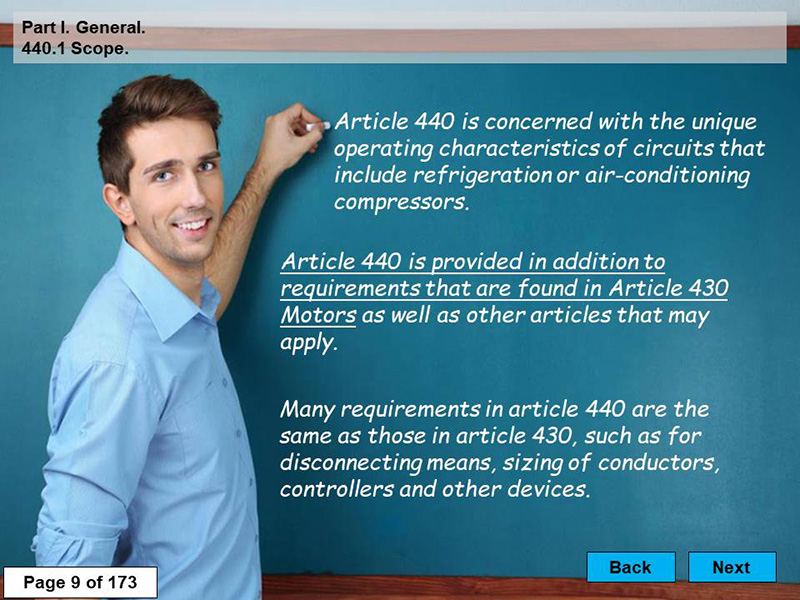 Part I. General.
440.1 Scope.
Article 440 is concerned with the unique
operating characteristics of circuits that
include refrigeration or air-conditioning
compressors.
Article 440 is provided in addition to
requirements that are found in Article 430
Motors as well as other articles that may
apply.
Many requirements in article 440 are the
same as those in article 430, such as for
disconnecting means, sizing of conductors,
controllers and other devices.
Page 9 of 173
Back
Next